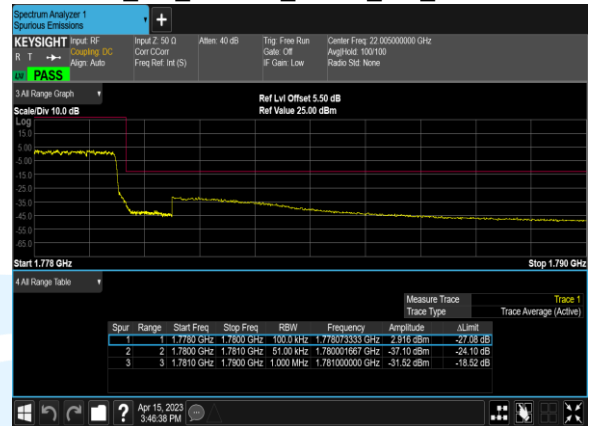 Spectrum Analyzer 1
Spurious Emissions
+
KEYSIGHT Input: RF Input Z: 50 Ω Atten: 40 dB Trig: Free Run Center Freq: 22.005000000 GHz
R T Coupling: DC Corr CCorr Gate: Off Avg|Hold: 100/100
Align: Auto Freq Ref: Int (S) IF Gain: Low Radio Std: None
LV PASS
3 All Range Graph
Ref Lvl Offset 5.50 dB
Scale/Div 10.0 dB Ref Value 25.00 dBm
Log
15.0
5.00
-5.00
-15.0
-25.0
-35.0
-45.0
-55.0
-65.0
Start 1.778 GHz Stop 1.790 GHz
4 All Range Table
Measure Trace Trace 1
Trace Type Trace Average (Active)
Spur Range Start Freq Stop Freq RBW Frequency Amplitude ΔLimit
1 1 1.7780 GHz 1.7800 GHz 100.0 kHz 1.778073333 GHz 2.916 dBm -27.08 dB
2 2 1.7800 GHz 1.7810 GHz 51.00 kHz 1.780001667 GHz -37.10 dBm -24.10 dB
3 3 1.7810 GHz 1.7900 GHz 1.000 MHz 1.781000000 GHz -31.52 dBm -18.52 dB
?
Apr 15, 2023
3:46:38 PM